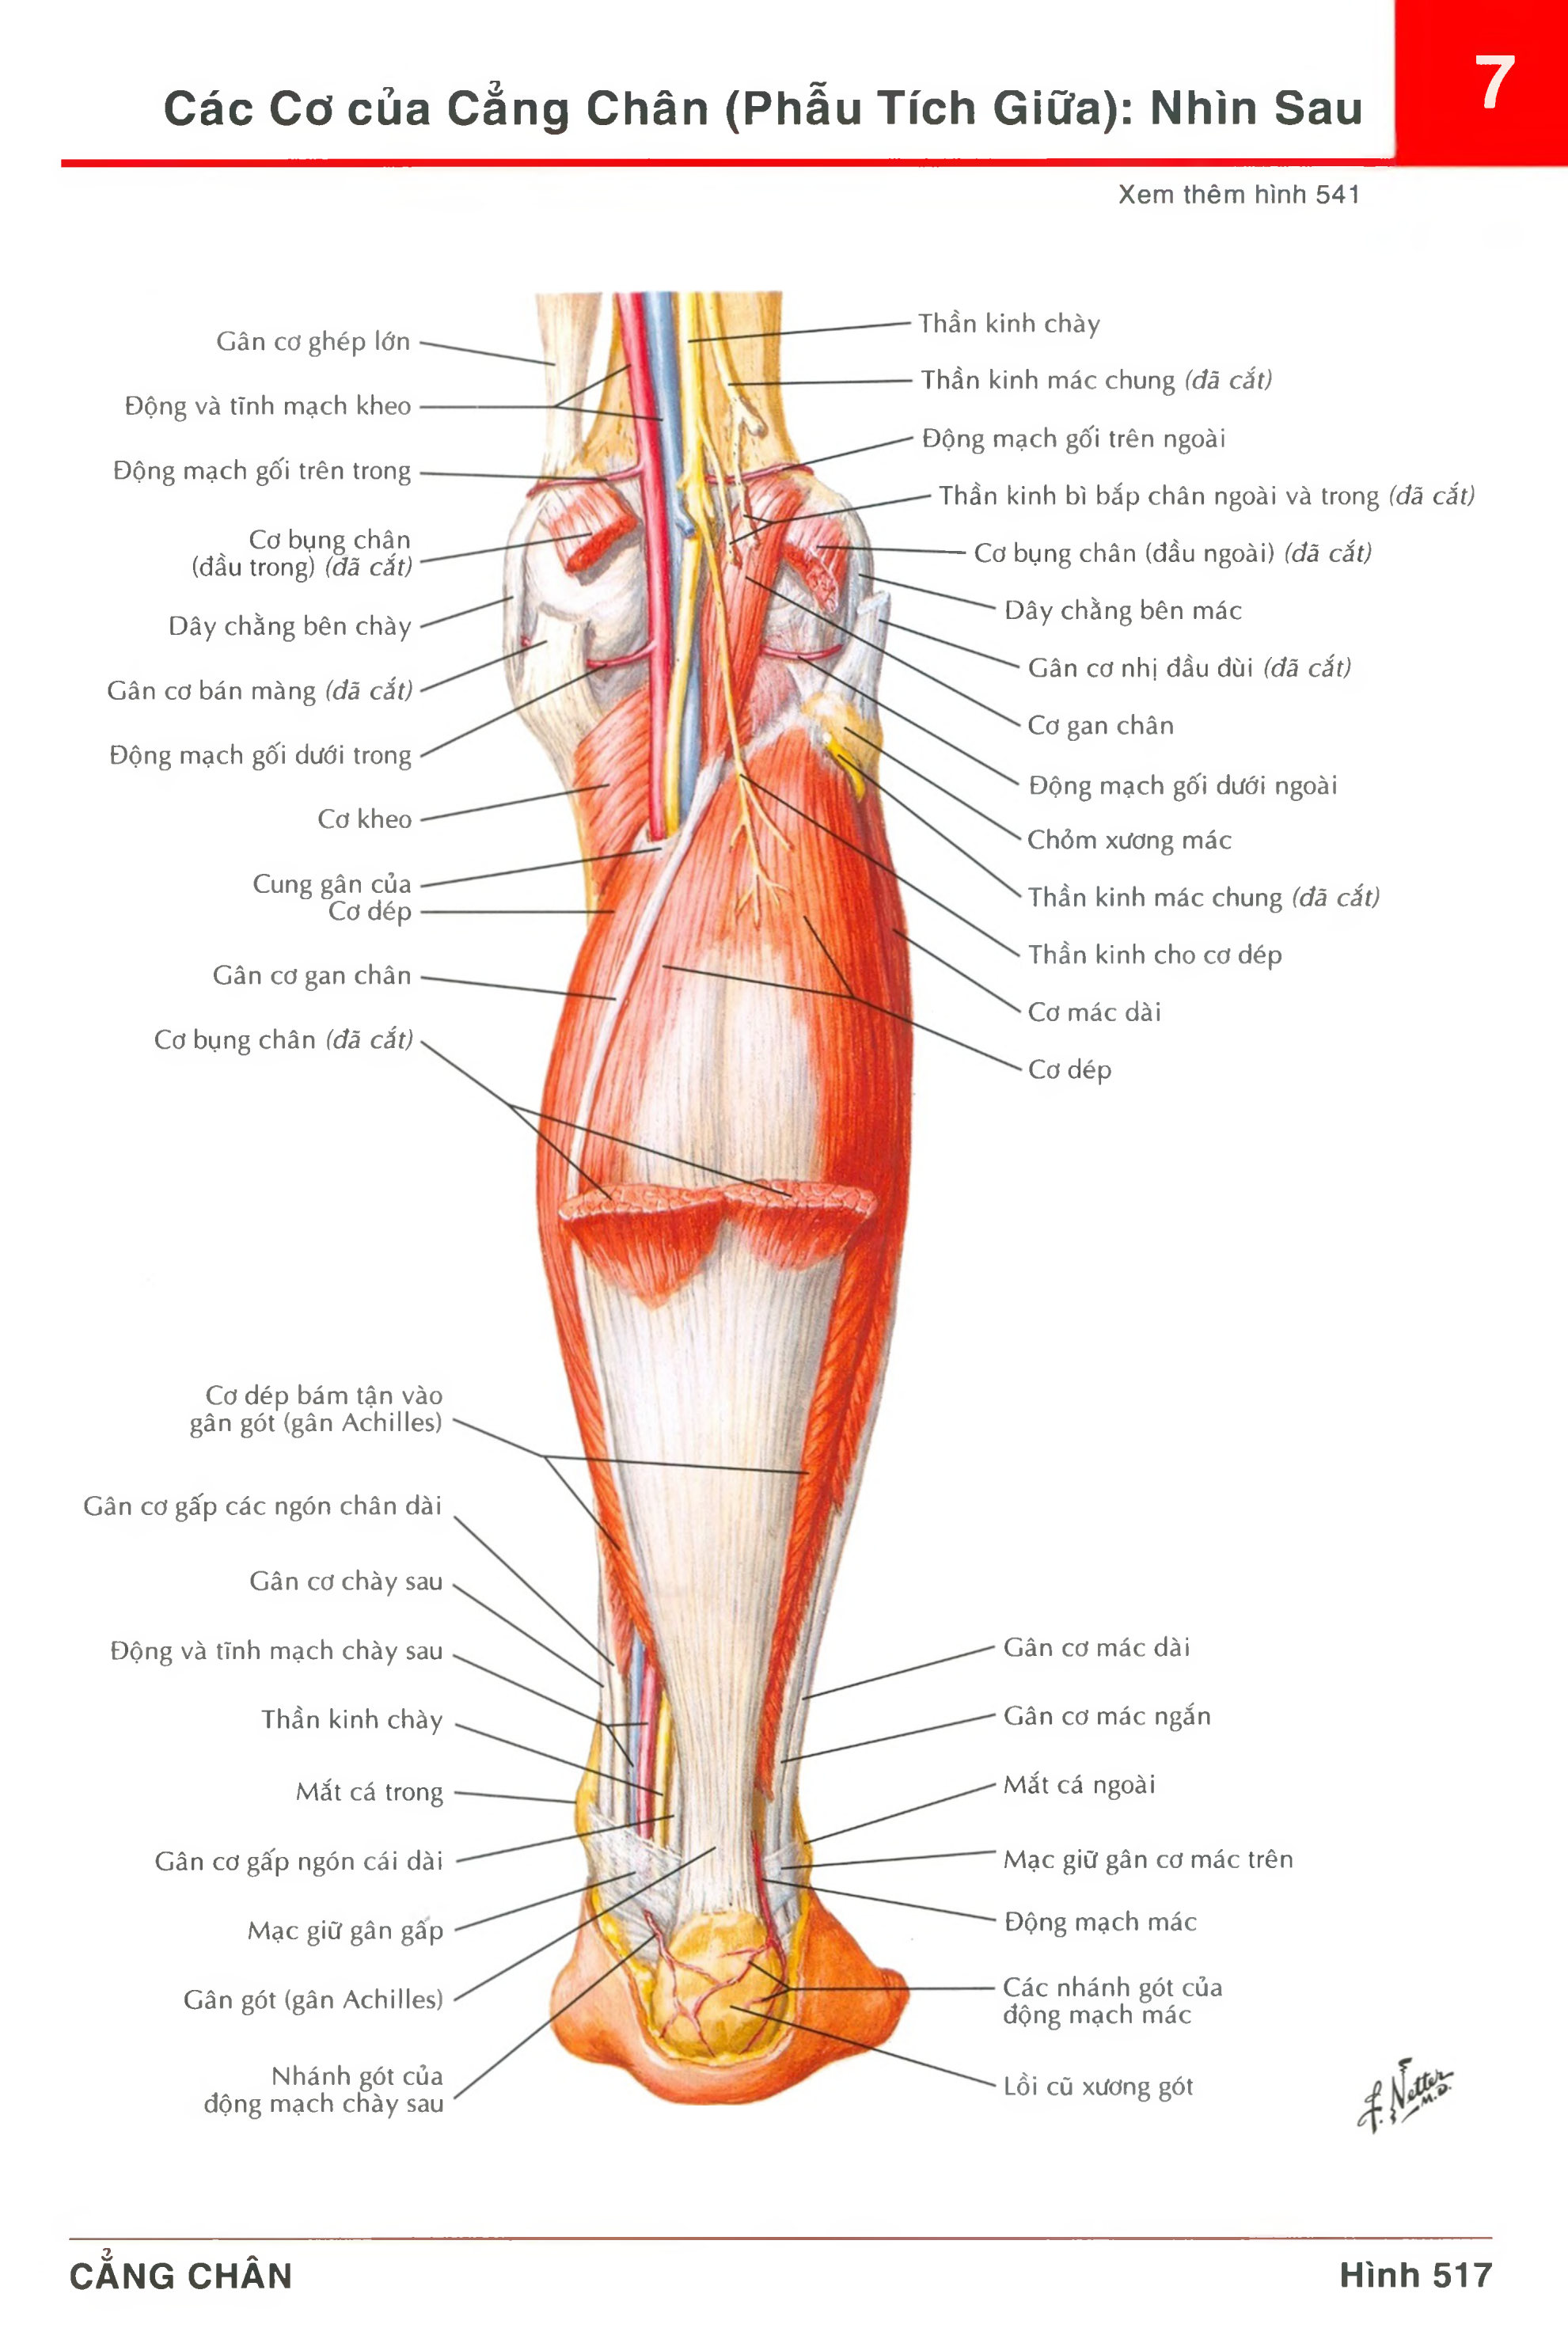 7
Các Cơ của Cẳng Chân (Phẫu Tích Giữa): Nhìn Sau
Xem thêm hình 541
Gân cơ ghép lớn
Động và tĩnh mạch kheo
Động mạch gối trên trong
Cơ bụng chân
(đầu trong) (đã cắt)
Dây chằng bên chày
Gân cơ bán màng (đã cắt)
Động mạch gối dưới trong
Cơ kheo
Cung gân của
Cơ dép
Gân cơ gan chân
Cơ bụng chân (đã cắt)
Cơ dép bám tận vào
gân gót (gân Achilles)
Gân cơ gấp các ngón chân dài
Gân cơ chày sau
Động và tĩnh mạch chày sau
Thần kinh chày
Mắt cá trong
Gân cơ gấp ngón cái dài
Mạc giữ gân gấp
Gân gót (gân Achilles)
Nhánh gót của
động mạch chày sau
Thần kinh chày
Thần kinh mác chung (đã cắt)
Động mạch gối trên ngoài
Thần kinh bì bắp chân ngoài và trong (đã cắt)
Cơ bụng chân (đầu ngoài) (đã cắt)
Dây chằng bên mác
Gân cơ nhị đầu đùi (đã cắt)
Cơ gan chân
Động mạch gối dưới ngoài
Chỏm xương mác
Thần kinh mác chung (đã cắt)
Thần kinh cho cơ dép
Cơ mác dài
Cơ dép
Gân cơ mác dài
Gân cơ mác ngắn
Mắt cá ngoài
Mạc giữ gân cơ mác trên
Động mạch mác
Các nhánh gót của
động mạch mác
Lồi cũ xương gót
F. Netter
M.D.
CẲNG CHÂN
Hình 517